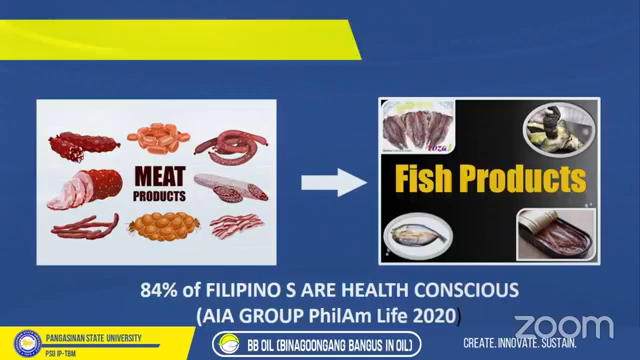 MEAT
PRODUCTS
Fish Products
84% of FILIPINO S ARE HEALTH CONSCIOUS
(AIA GROUP PhilAm Life 2020)
zoom
PANGASINAN STATE UNIVERSITY
PSU IP-TBM
BB OIL (BINAGOONGANG BANGUS IN OIL)
CREATE. INNOVATE. SUSTAIN.